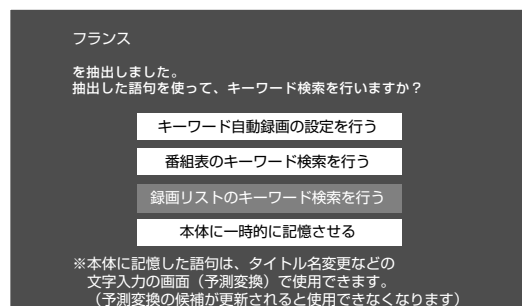 フランス
を抽出しました。
抽出した語句を使って、キーワード検索を行いますか？
キーワード自動録画の設定を行う
番組表のキーワード検索を行う
録画リストのキーワード検索を行う
本体に一時的に記憶させる
※本体に記憶した語句は、タイトル名変更などの
文字入力の画面（予測変換）で使用できます。
（予測変換の候補が更新されると使用できなくなります）